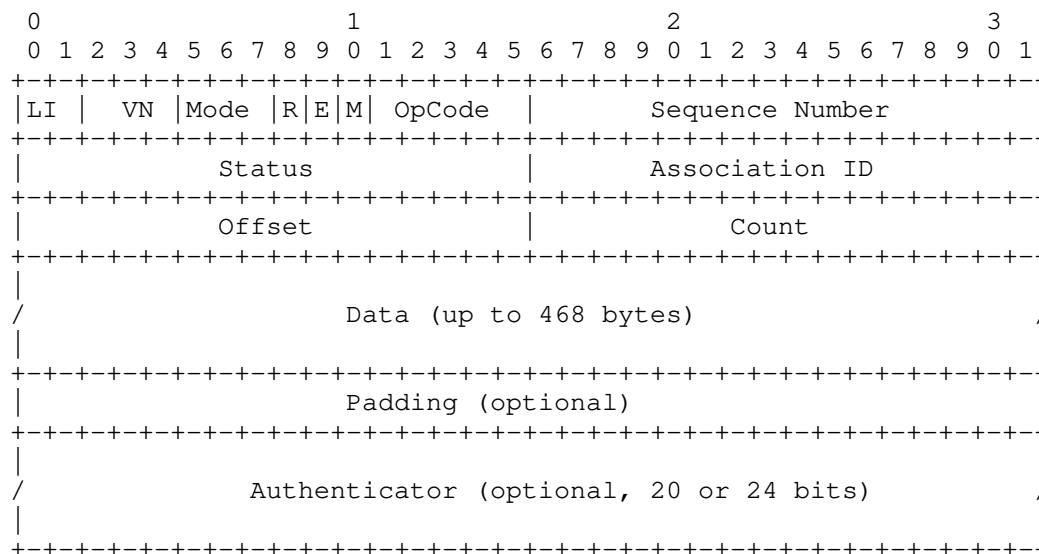 0                   1                   2                   3
 0 1 2 3 4 5 6 7 8 9 0 1 2 3 4 5 6 7 8 9 0 1 2 3 4 5 6 7 8 9 0 1
+-+-+-+-+-+-+-+-+-+-+-+-+-+-+-+-+-+-+-+-+-+-+-+-+-+-+-+-+-+-+-+-+-
|LI |  VN |Mode |R|E|M| OpCode  |       Sequence Number
+-+-+-+-+-+-+-+-+-+-+-+-+-+-+-+-+-+-+-+-+-+-+-+-+-+-+-+-+-+-+-+-+-
|            Status             |       Association ID
+-+-+-+-+-+-+-+-+-+-+-+-+-+-+-+-+-+-+-+-+-+-+-+-+-+-+-+-+-+-+-+-+-
|            Offset             |            Count
+-+-+-+-+-+-+-+-+-+-+-+-+-+-+-+-+-+-+-+-+-+-+-+-+-+-+-+-+-+-+-+-+-
|
/                    Data (up to 468 bytes)                      /
|
+-+-+-+-+-+-+-+-+-+-+-+-+-+-+-+-+-+-+-+-+-+-+-+-+-+-+-+-+-+-+-+-+-
|                    Padding (optional)
+-+-+-+-+-+-+-+-+-+-+-+-+-+-+-+-+-+-+-+-+-+-+-+-+-+-+-+-+-+-+-+-+-
|
/              Authenticator (optional, 20 or 24 bits)           /
|
+-+-+-+-+-+-+-+-+-+-+-+-+-+-+-+-+-+-+-+-+-+-+-+-+-+-+-+-+-+-+-+-+-